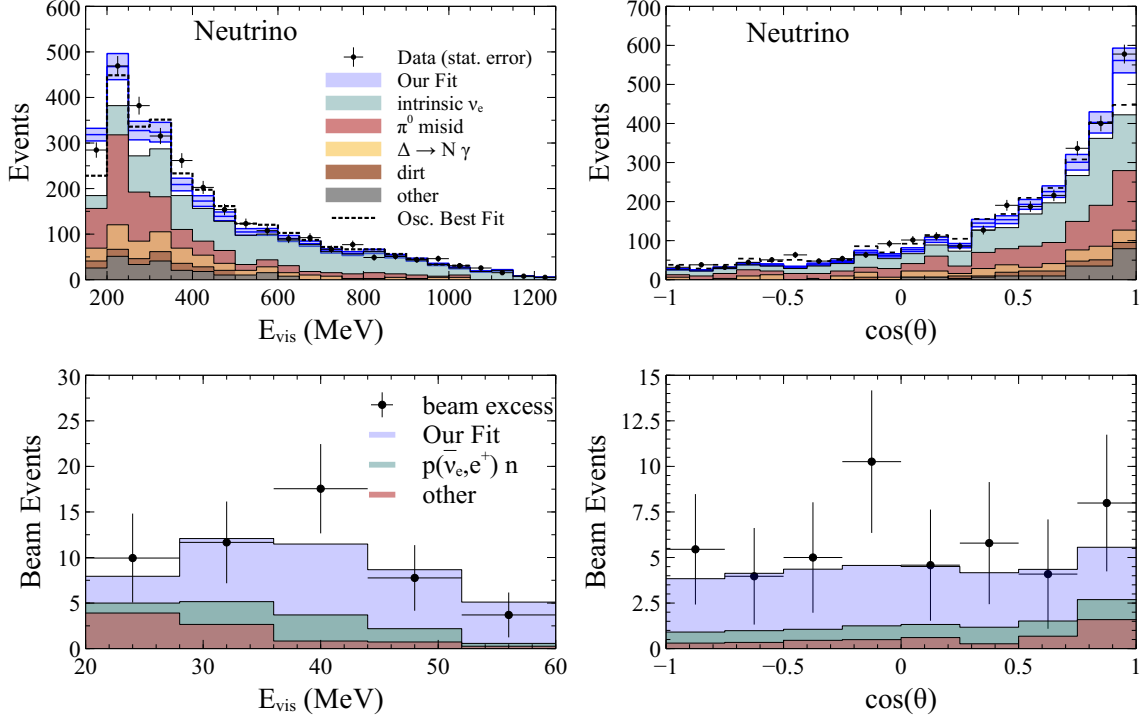 Neutrino
Events
600
500
400
300
200
100
0
Data (stat. error)
Our Fit
intrinsic νₑ
π⁰ misid
Δ → N γ
dirt
other
Osc. Best Fit
200 400 600 800 1000 1200
E_vis (MeV)
Neutrino
Events
700
600
500
400
300
200
100
0
−1 −0.5 0 0.5 1
cos(θ)
Beam Events
30
25
20
15
10
5
0
beam excess
Our Fit
p(ν̅ₑ,e⁺) n
other
20 30 40 50 60
E_vis (MeV)
Beam Events
15
12.5
10
7.5
5
2.5
0
−1 −0.5 0 0.5 1
cos(θ)